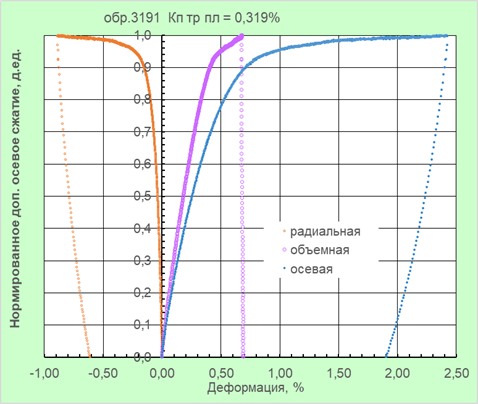 обр.3191 Кп тр пл = 0,319%
Нормированное доп. осевое сжатие, д.ед.
1,0
0,9
0,8
0,7
0,6
0,5
0,4
0,3
0,2
0,1
0,0
радиальная
объемная
осевая
-1,00 -0,50 0,00 0,50 1,00 1,50 2,00 2,50
Деформация, %